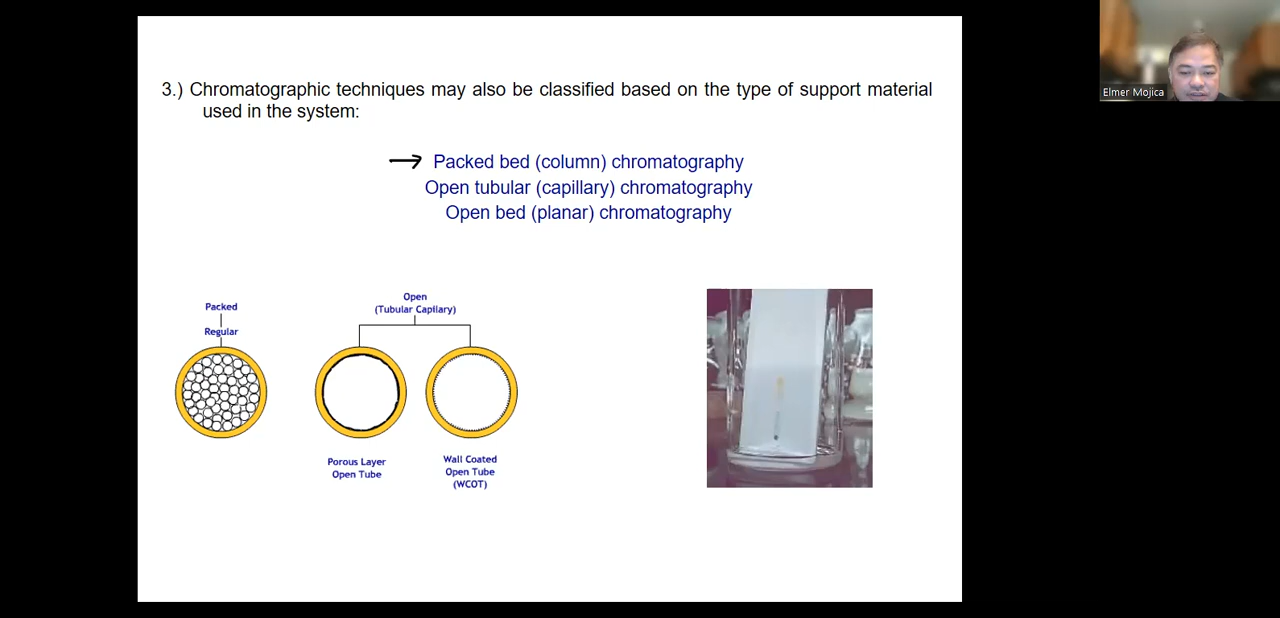 3.) Chromatographic techniques may also be classified based on the type of support material
used in the system:
Packed bed (column) chromatography
Open tubular (capillary) chromatography
Open bed (planar) chromatography
Packed
Regular
Open
(Tubular Capilary)
Porous Layer
Open Tube
Wall Coated
Open Tube
(WCOT)
Elmer Mojica